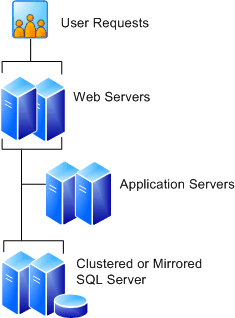 User Requests
Web Servers
Application Servers
Clustered or Mirrored
SQL Server